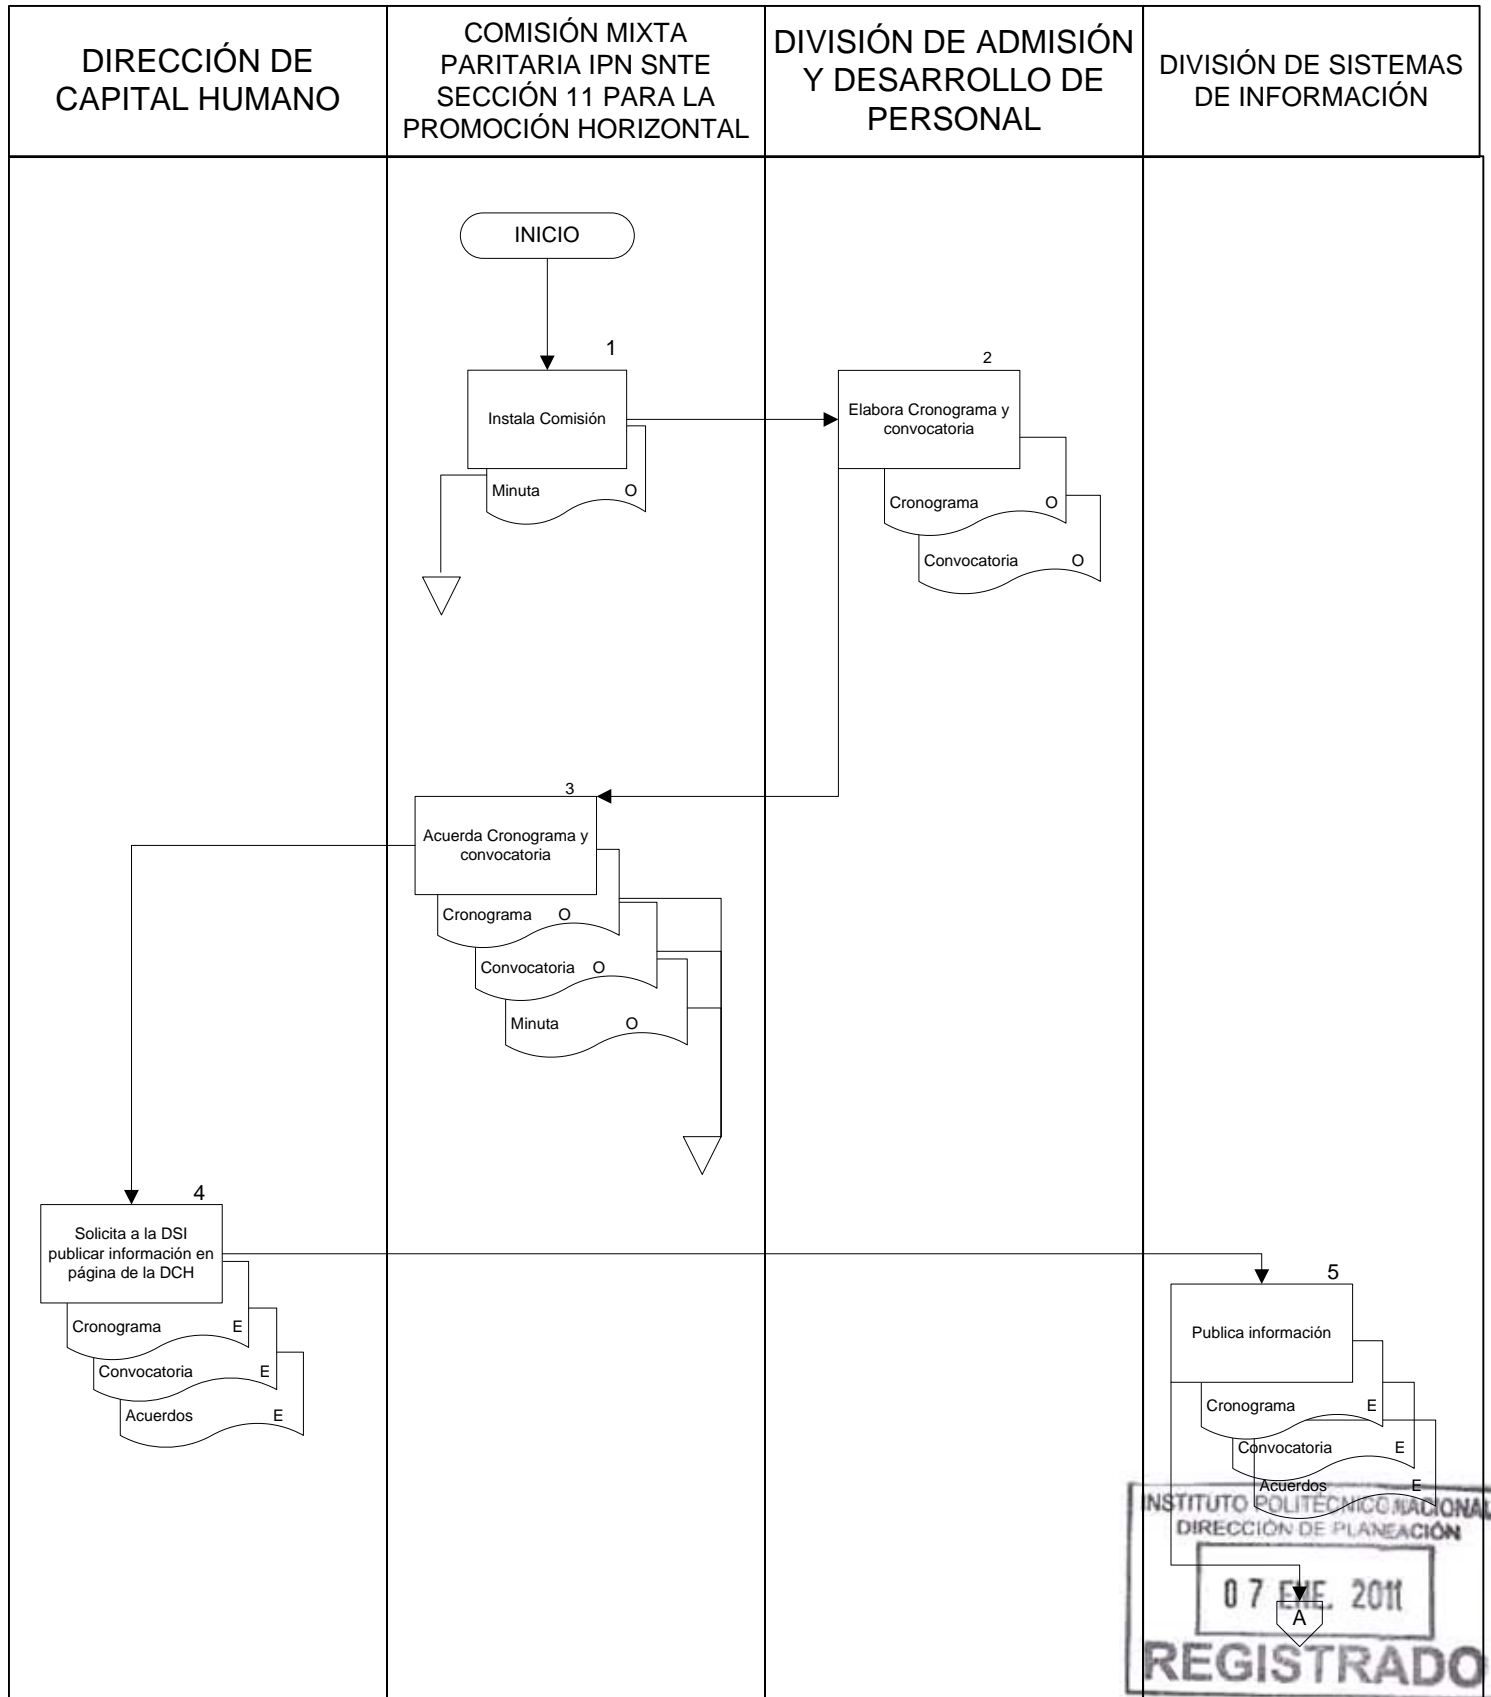 DIRECCIÓN DE
CAPITAL HUMANO
COMISIÓN MIXTA
PARITARIA IPN SNTE
SECCIÓN 11 PARA LA
PROMOCIÓN HORIZONTAL
DIVISIÓN DE ADMISIÓN
Y DESARROLLO DE
PERSONAL
DIVISIÓN DE SISTEMAS
DE INFORMACIÓN
INICIO
1
Instala Comisión
Minuta O
2
Elabora Cronograma y
convocatoria
Cronograma O
Convocatoria O
3
Acuerda Cronograma y
convocatoria
Cronograma O
Convocatoria O
Minuta O
4
Solicita a la DSI
publicar información en
página de la DCH
Cronograma E
Convocatoria E
Acuerdos E
5
Publica información
Cronograma E
Convocatoria E
Acuerdos E
INSTITUTO POLITÉCNICO NACIONAL
DIRECCIÓN DE PLANEACIÓN
07 ENE. 2011
A
REGISTRADO